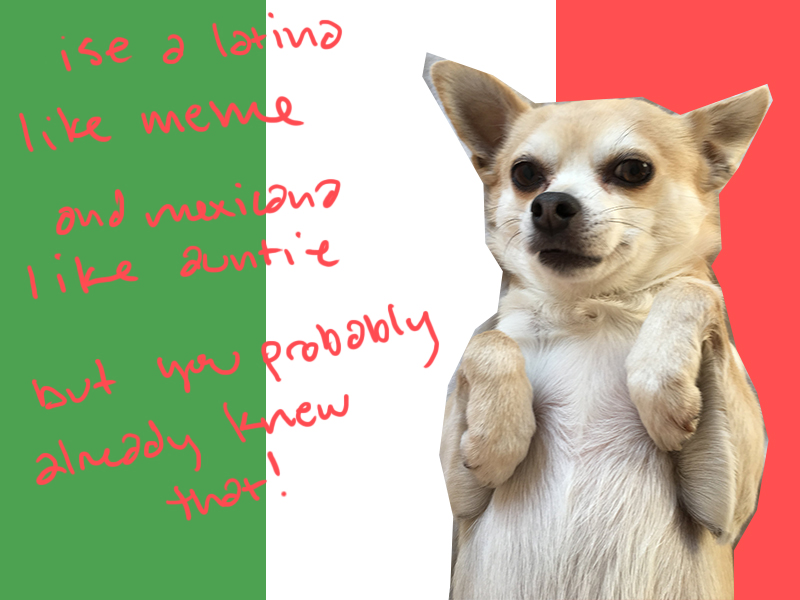 ise a latina
like meme
and mexicana
like auntie
but you probably
already knew
that!